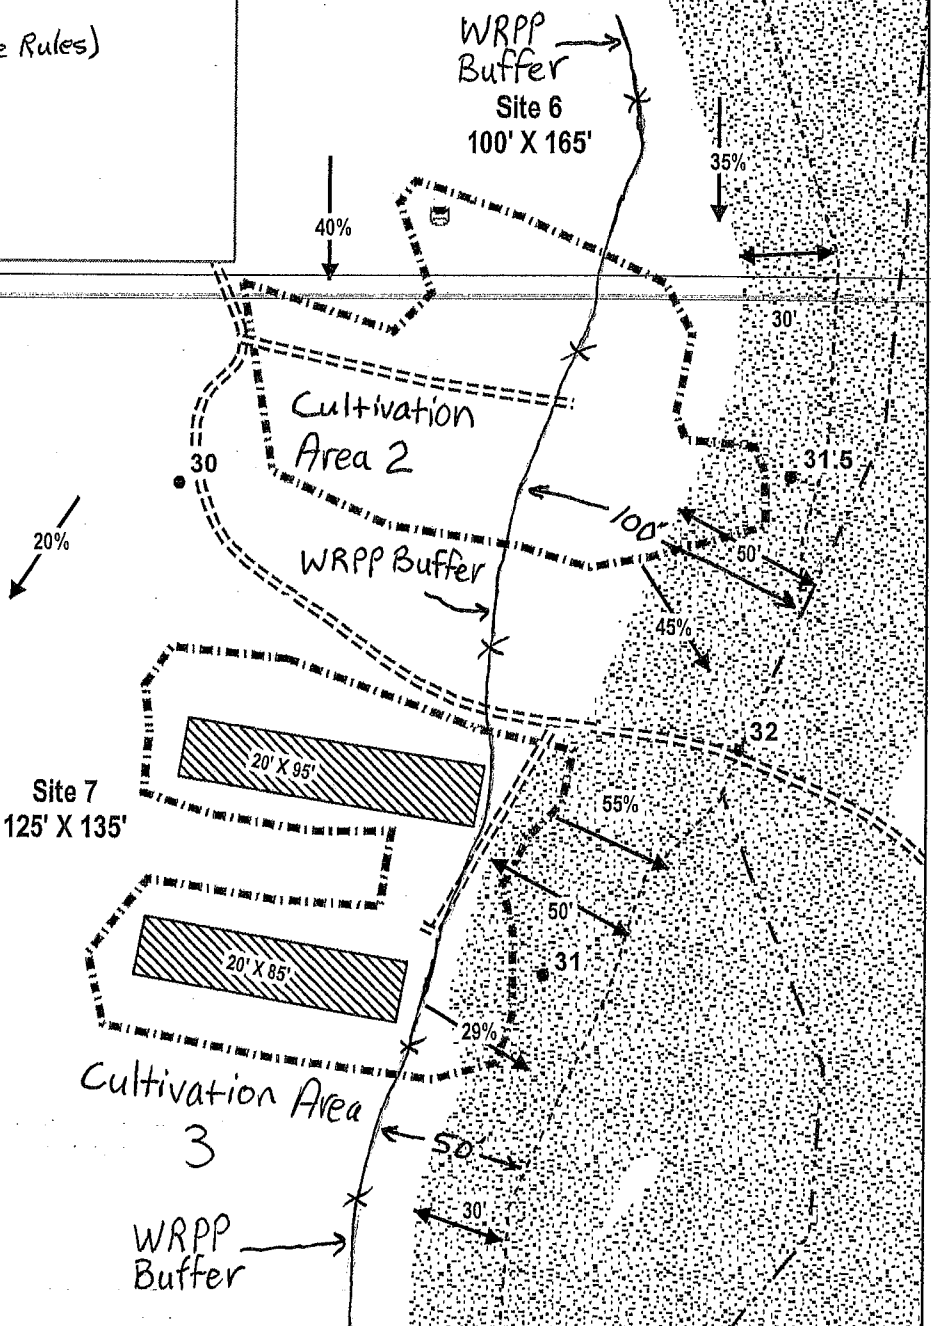 e Rules)
WRPP
Buffer
Site 6
100' X 165'
35%
40%
30'
Cultivation
Area 2
30
31.5
100'
20%
50'
WRPP Buffer
45%
32
20' X 95'
Site 7
125' X 135'
55%
50'
31
20' X 85'
29%
Cultivation Area
3
50'
30'
WRPP
Buffer